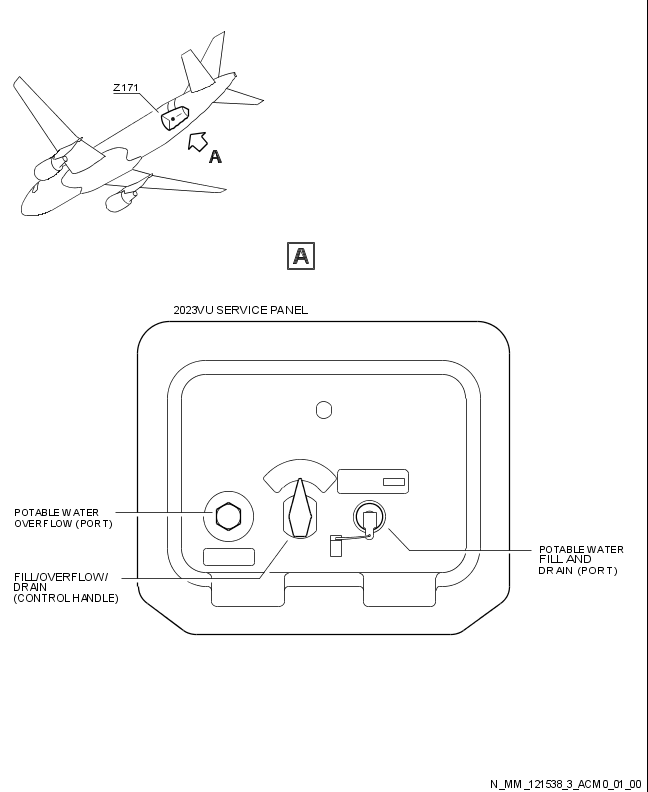 Z171
A
A
2023VU SERVICE PANEL
POTABLE WATER
OVERFLOW (PORT)
FILL/OVERFLOW/
DRAIN
(CONTROL HANDLE)
POTABLE WATER
FILL AND
DRAIN (PORT)
N_MM_121538_3_ACM0_01_00